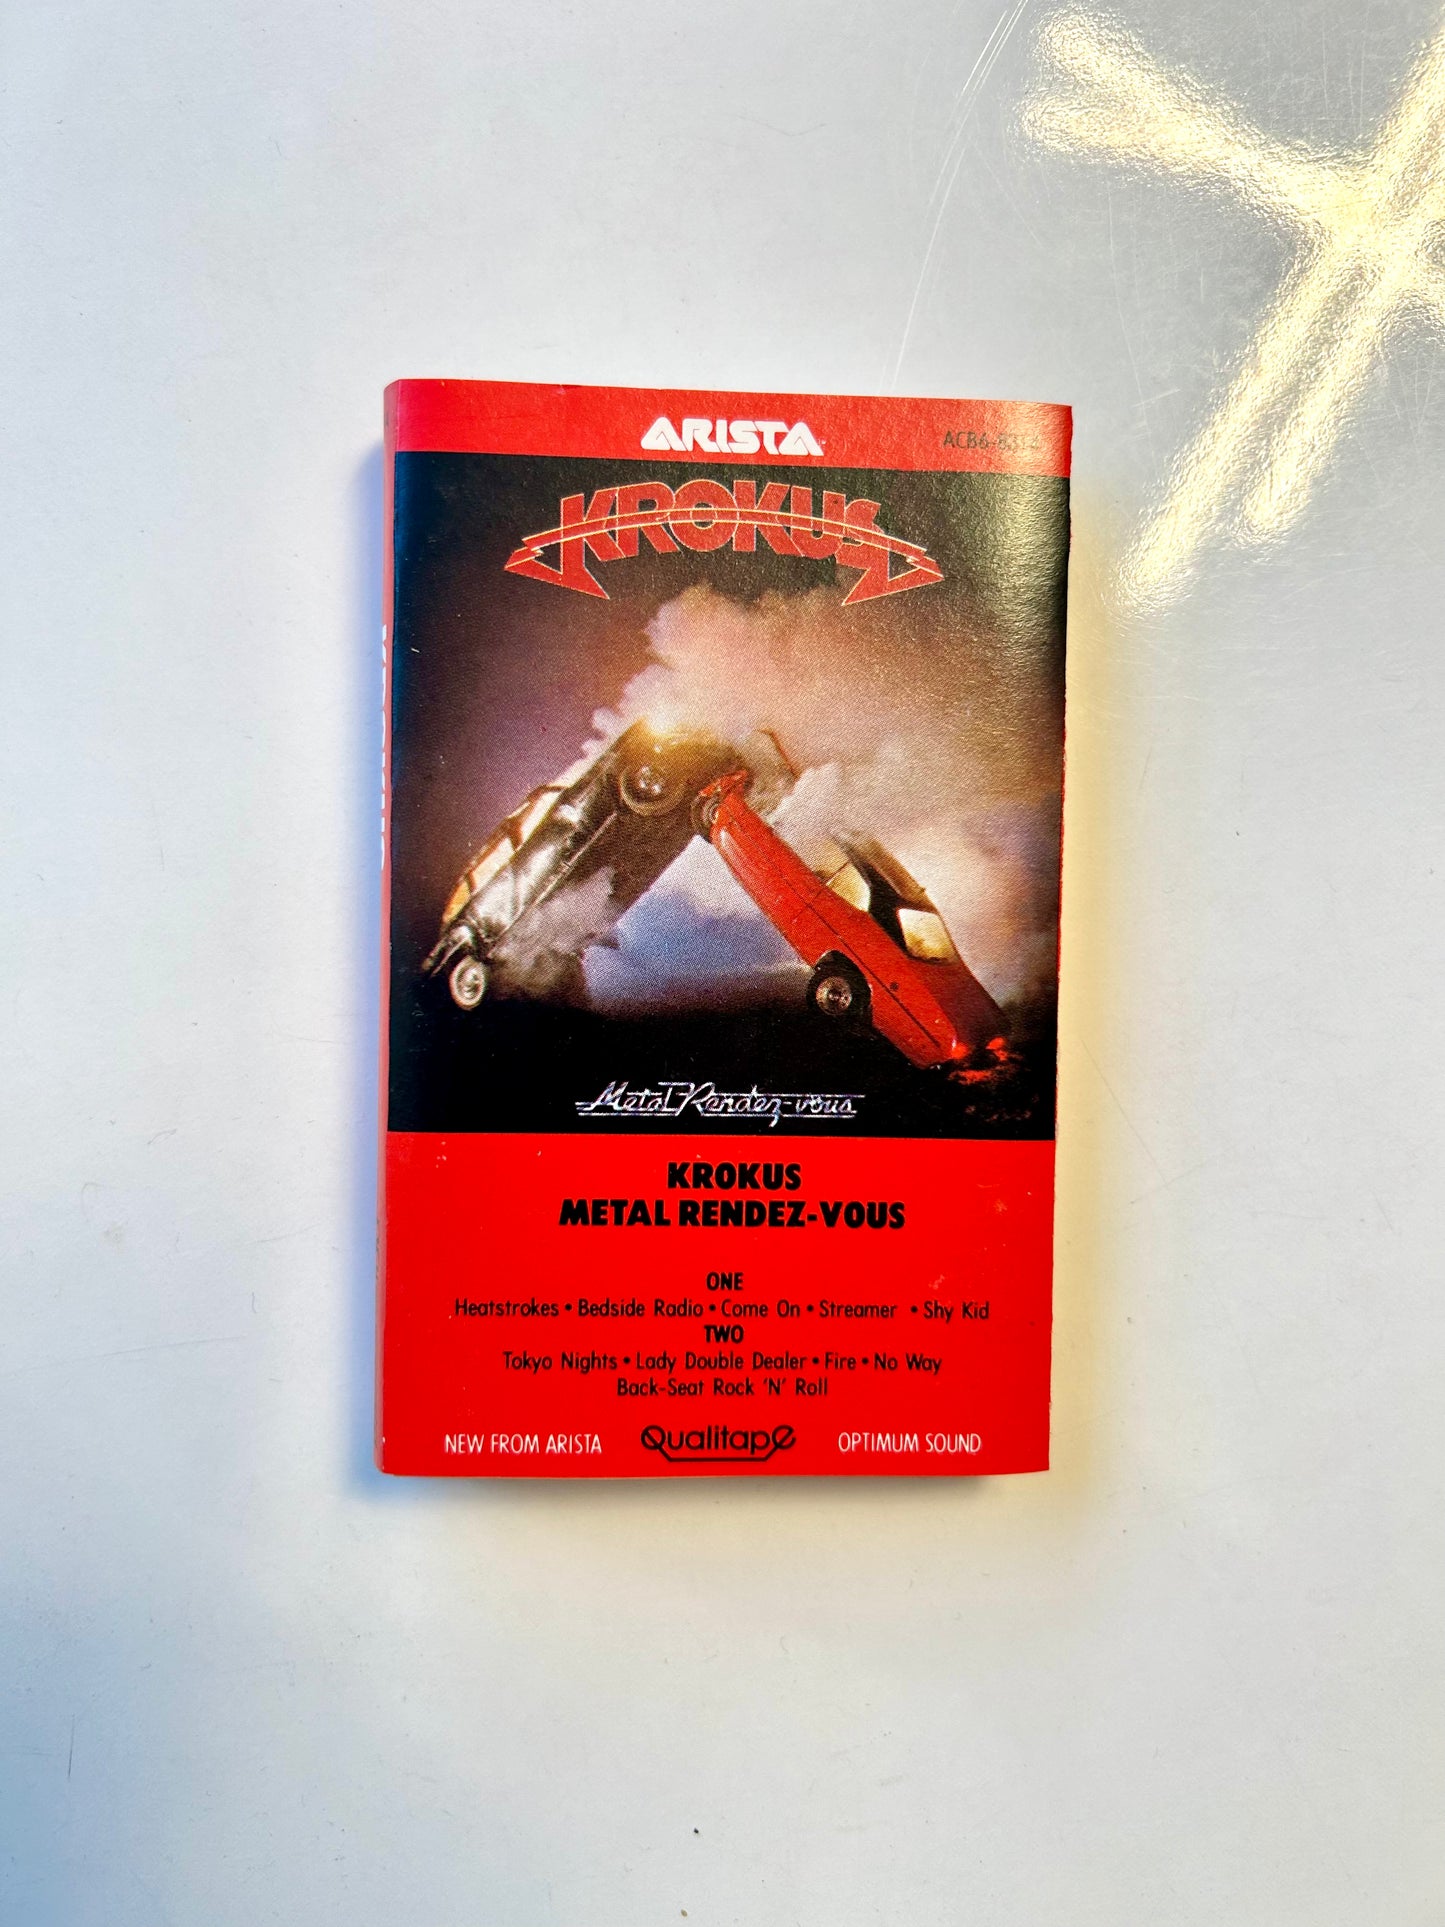 ARISTA
KROKUS
Metal Rendez-vous
KROKUS
METAL RENDEZ-VOUS
ONE
Heatstrokes • Bedside Radio • Come On • Streamer • Shy Kid
TWO
Tokyo Nights • Lady Double Dealer • Fire • No Way
Back-Seat Rock 'N' Roll
NEW FROM ARISTA Qualitape OPTIMUM SOUND